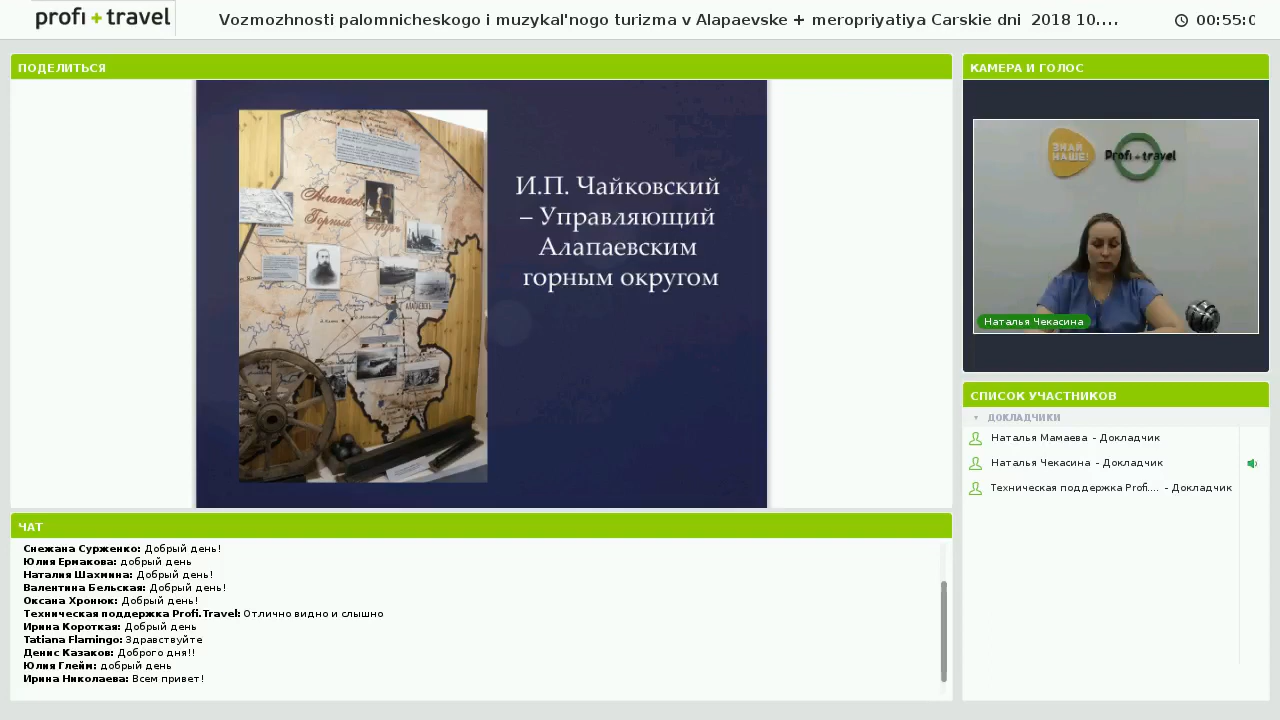 profi + travel
Vozmozhnosti palomnicheskogo i muzykal'nogo turizma v Alapaevske + meropriyatiya Carskie dni 2018 10....
00:55:0
ПОДЕЛИТЬСЯ
И.П. Чайковский
– Управляющий
Алапаевским
горным округом
Горный
КАМЕРА И ГОЛОС
ЗНАЙ
НАШЕ!
Profi travel
Наталья Чекасина
СПИСОК УЧАСТНИКОВ
ДОКЛАДЧИКИ
Наталья Мамаева - Докладчик
Наталья Чекасина - Докладчик
Техническая поддержка Profi.... - Докладчик
ЧАТ
Снежана Сурженко: Добрый день!
Юлия Ермакова: добрый день
Наталия Шахмина: Добрый день!
Валентина Бельская: Добрый день!
Оксана Хронюк: Добрый день!
Техническая поддержка Profi.Travel: Отлично видно и слышно
Ирина Короткая: Добрый день
Tatiana Flamingo: Здравствуйте
Денис Казаков: Доброго дня!!
Юлия Глейм: добрый день
Ирина Николаева: Всем привет!